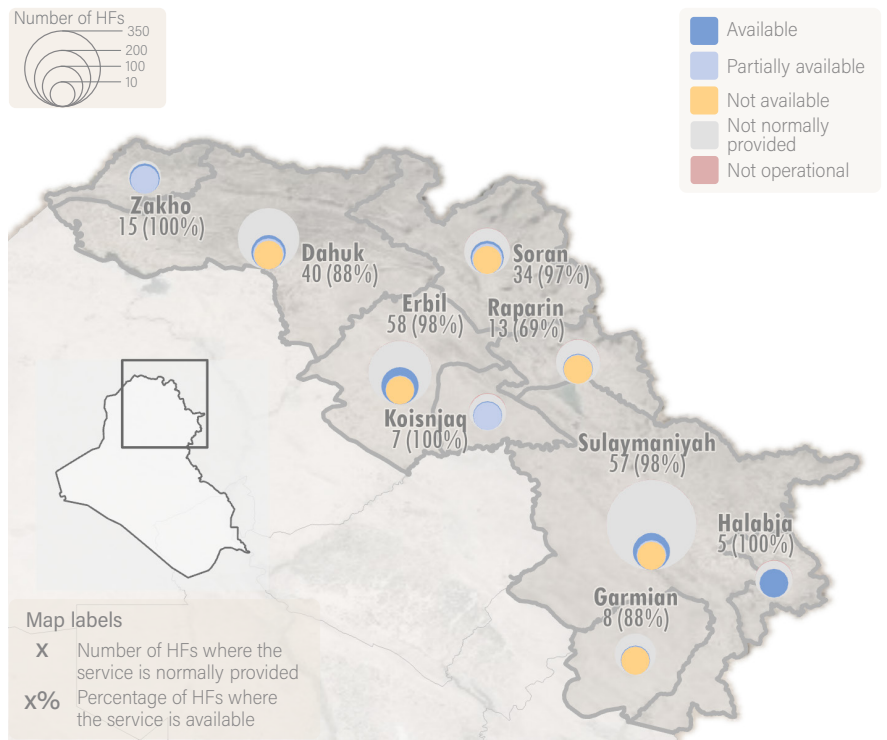 Number of HFs
350
200
100
10
Available
Partially available
Not available
Not normally
provided
Not operational
Zakho
15 (100%)
Dahuk
40 (88%)
Soran
34 (97%)
Erbil
58 (98%)
Raparin
13 (69%)
Koisnjaq
7 (100%)
Sulaymaniyah
57 (98%)
Halabja
5 (100%)
Garmian
8 (88%)
Map labels
X Number of HFs where the
service is normally provided
x% Percentage of HFs where
the service is available